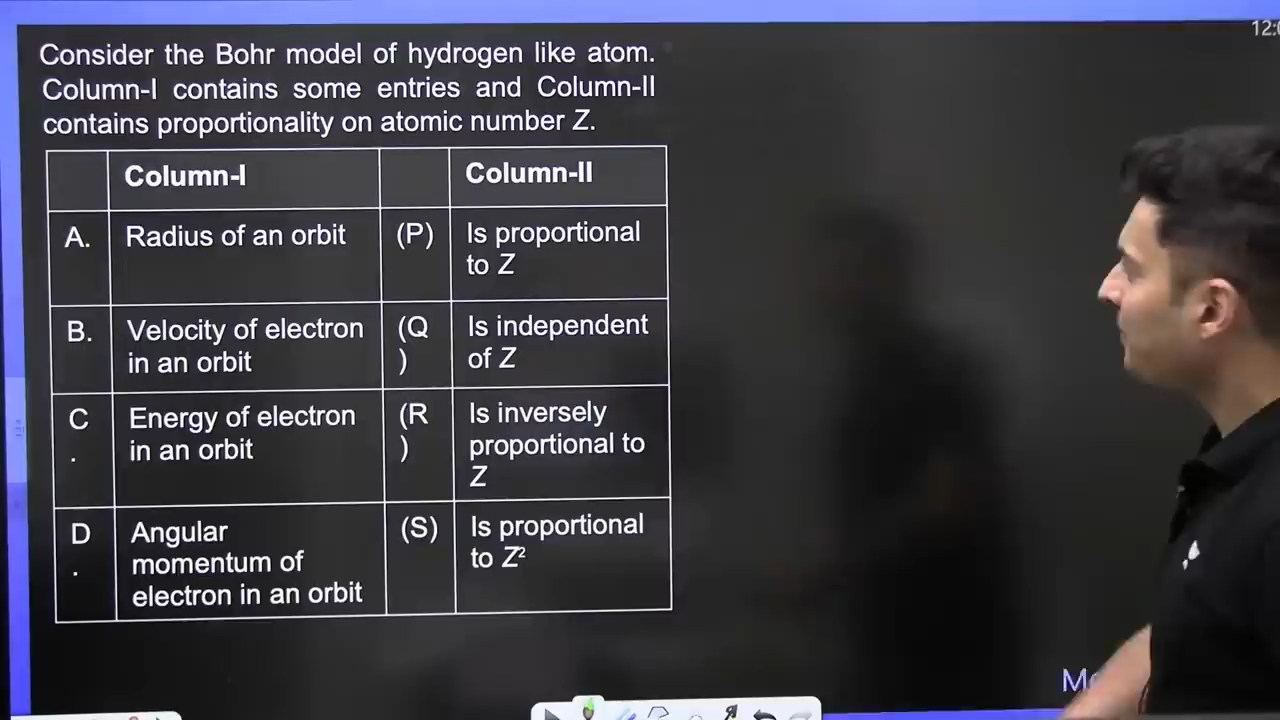 12:0
Consider the Bohr model of hydrogen like atom.
Column-I contains some entries and Column-II
contains proportionality on atomic number Z.
Column-I
Column-II
A.
Radius of an orbit
(P)
Is proportional
to Z
B.
Velocity of electron
in an orbit
(Q
)
Is independent
of Z
C
.
Energy of electron
in an orbit
(R
)
Is inversely
proportional to
Z
D
.
Angular
momentum of
electron in an orbit
(S)
Is proportional
to Z²